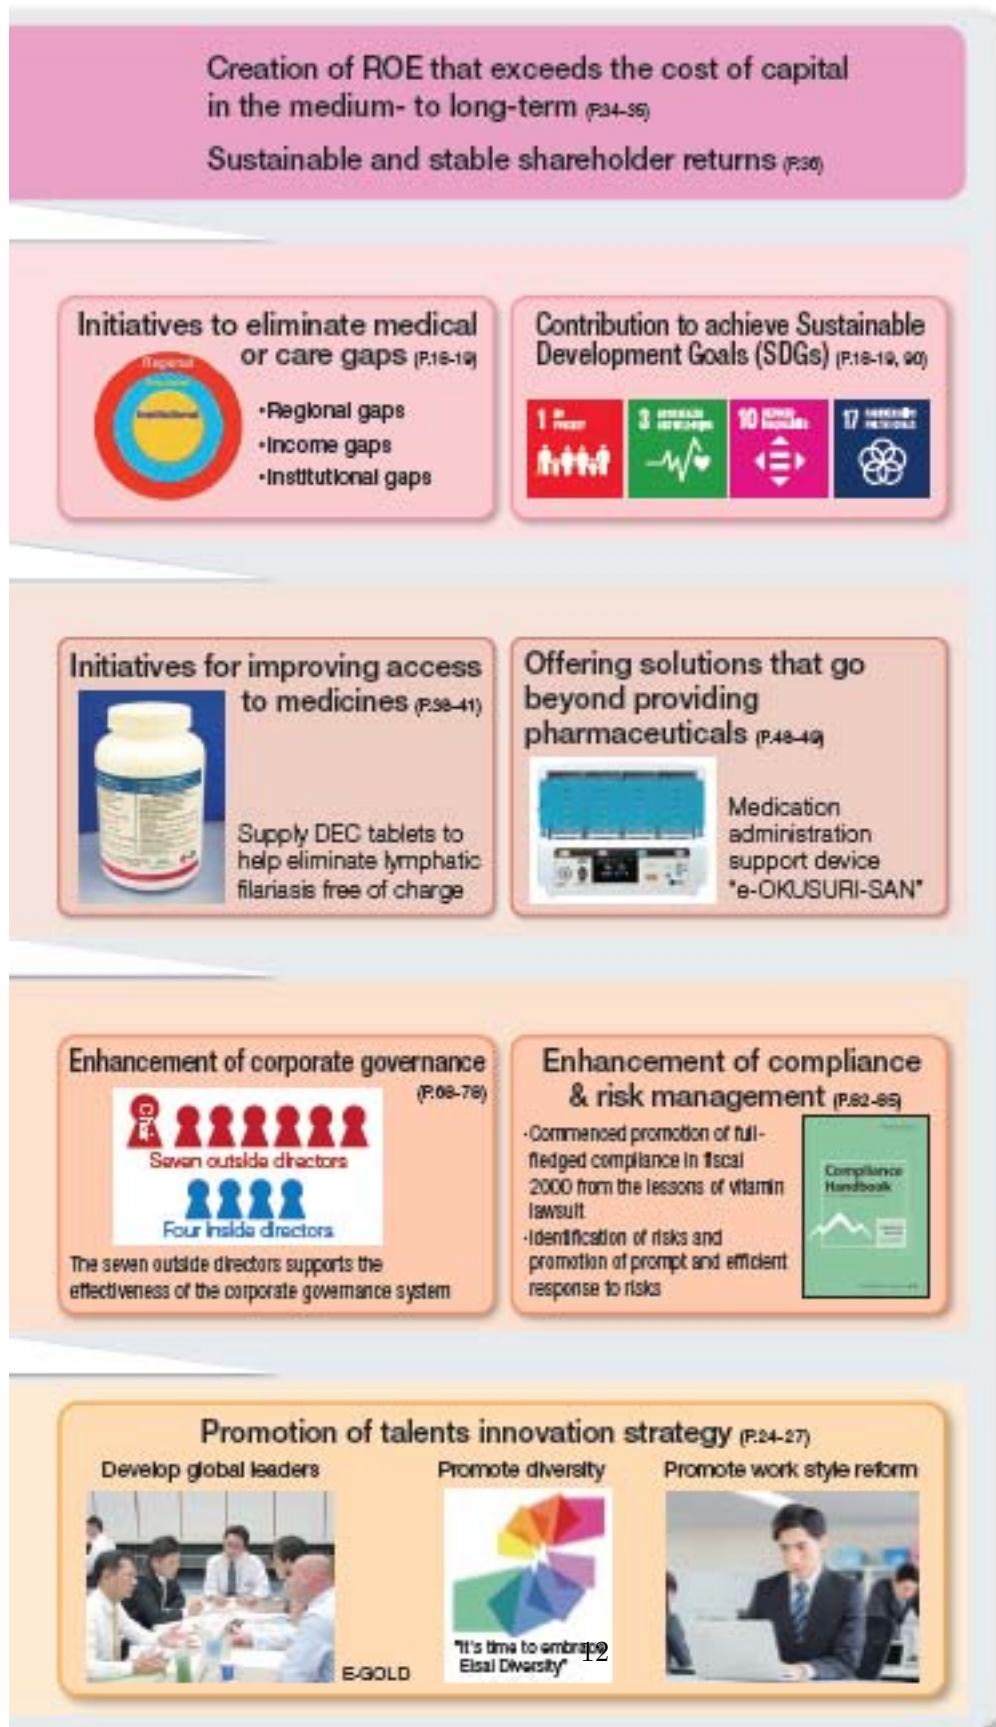 Creation of ROE that exceeds the cost of capital
in the medium- to long-term (P.34-35)
Sustainable and stable shareholder returns (P.36)
Initiatives to eliminate medical
or care gaps (P.18-19)
Regional
Institutional
•Regional gaps
•Income gaps
•Institutional gaps
Contribution to achieve Sustainable
Development Goals (SDGs) (P.18-19, 90)
1
3
10
17
Initiatives for improving access
to medicines (P.38-41)
Supply DEC tablets to
help eliminate lymphatic
filariasis free of charge
Offering solutions that go
beyond providing
pharmaceuticals (P.48-49)
Medication
administration
support device
"e-OKUSURI-SAN"
Enhancement of corporate governance
(P.68-78)
Chair
Seven outside directors
Four inside directors
The seven outside directors supports the
effectiveness of the corporate governance system
Enhancement of compliance
& risk management (P.82-85)
·Commenced promotion of full-
fledged compliance in fiscal
2000 from the lessons of vitamin
lawsuit
·Identification of risks and
promotion of prompt and efficient
response to risks
Compliance
Handbook
Promotion of talents innovation strategy (P.24-27)
Develop global leaders
E-GOLD
Promote diversity
"It's time to embrace
Eisai Diversity"
Promote work style reform
12